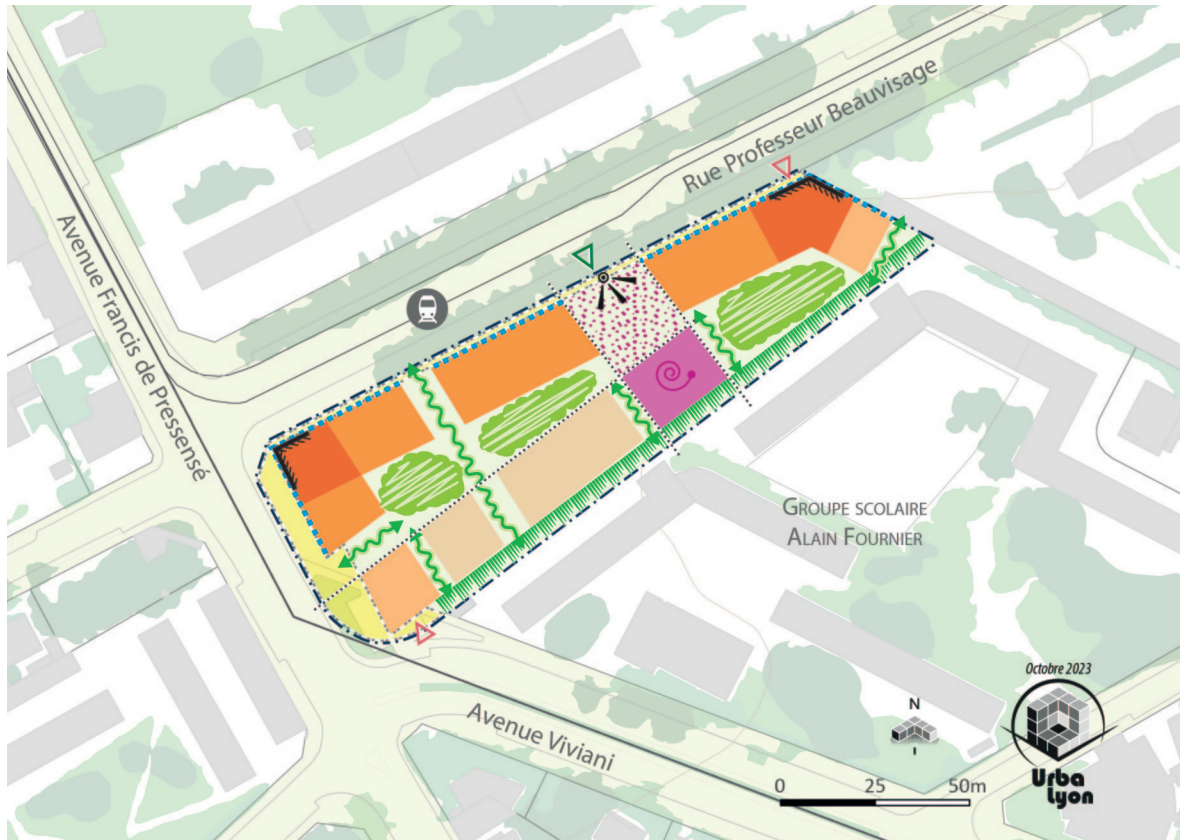 Rue Professeur Beauvisage
Avenue Francis de Pressensé
GROUPE SCOLAIRE
ALAIN FOURNIER
Avenue Viviani
N
0 25 50m
Octobre 2023
Urba
Lyon